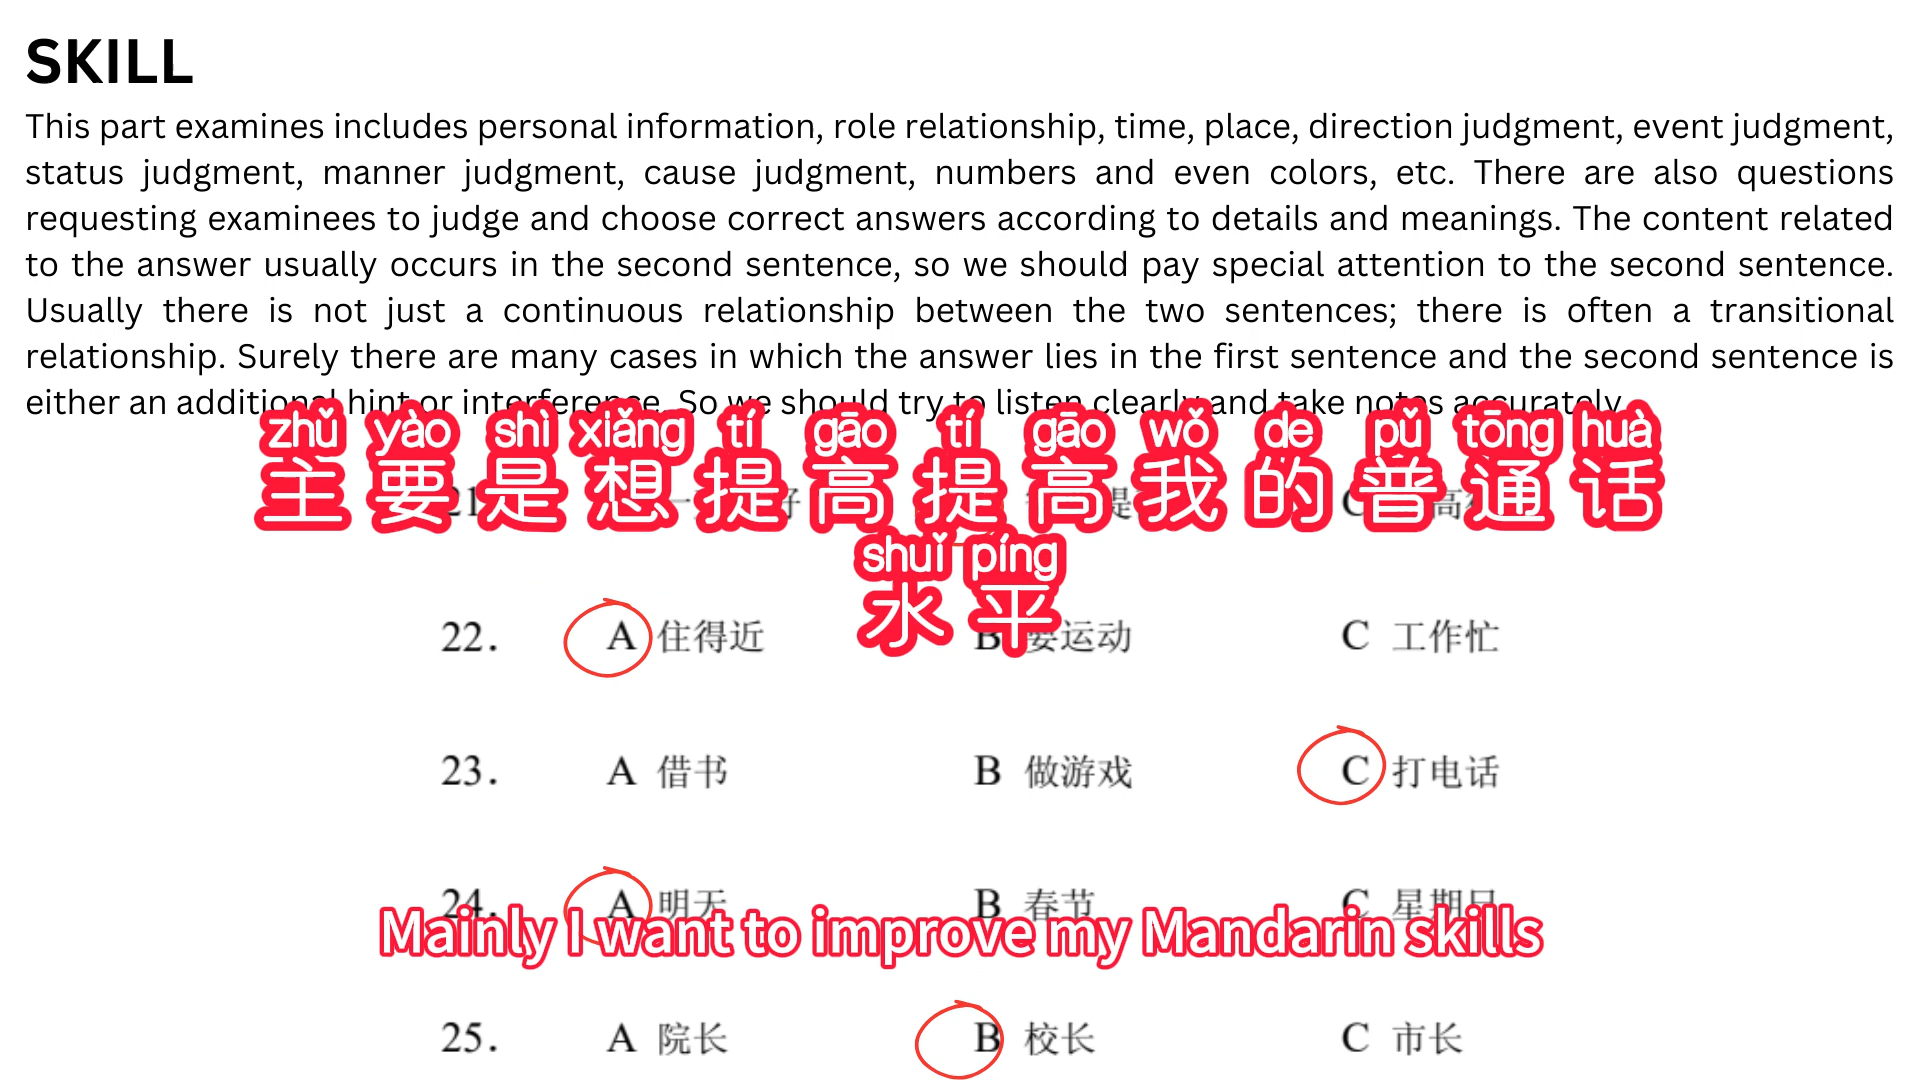 SKILL
This part examines includes personal information, role relationship, time, place, direction judgment, event judgment,
status judgment, manner judgment, cause judgment, numbers and even colors, etc. There are also questions
requesting examinees to judge and choose correct answers according to details and meanings. The content related
to the answer usually occurs in the second sentence, so we should pay special attention to the second sentence.
Usually there is not just a continuous relationship between the two sentences; there is often a transitional
relationship. Surely there are many cases in which the answer lies in the first sentence and the second sentence is
either an additional hint or interference. So we should try to listen clearly and take notes accurately.
zhǔ yào shì xiǎng tí gāo tí gāo wǒ de pǔ tōng huà
主要是想提高提高我的普通话
21
shuǐ píng
水平
22. A 住得近 B 要运动 C 工作忙
23. A 借书 B 做游戏 C 打电话
24. A 明天 B 春节 C 星期日
Mainly I want to improve my Mandarin skills
25. A 院长 B 校长 C 市长